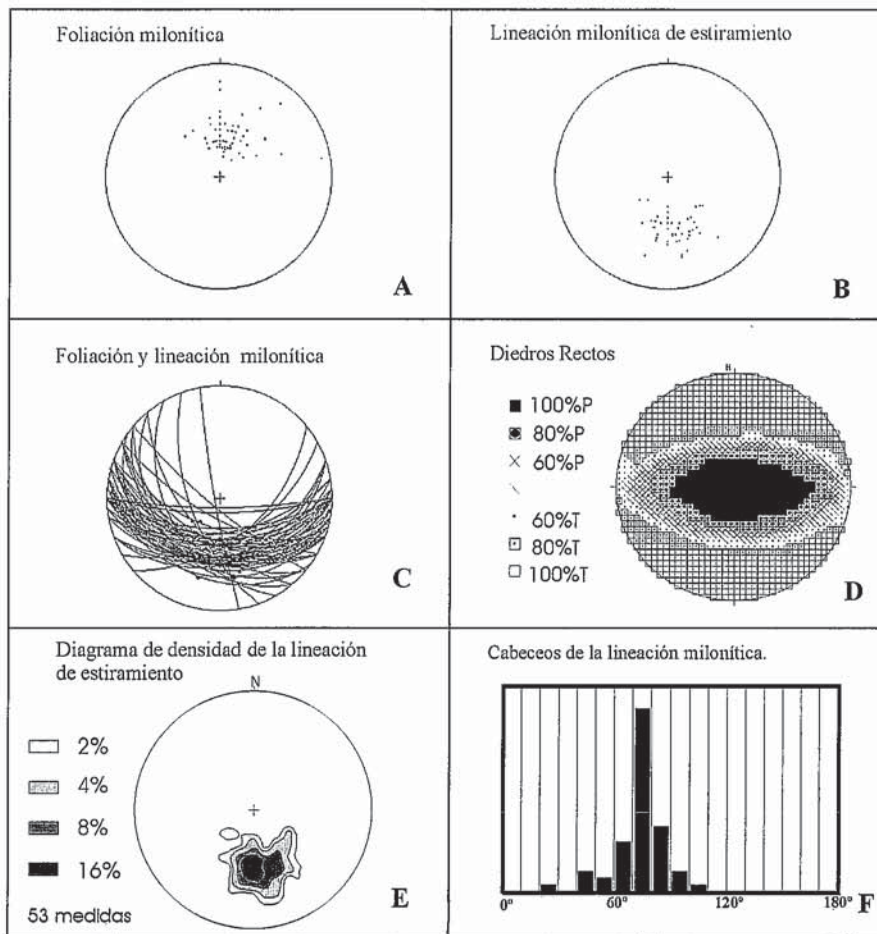 Foliación milonítica
A
Lineación milonítica de estiramiento
B
Foliación y lineación milonítica
C
Diedros Rectos
N
100%P
80%P
60%P
60%T
80%T
100%T
D
Diagrama de densidad de la lineación
de estiramiento
N
2%
4%
8%
16%
53 medidas
E
Cabeceos de la lineación milonítica.
0° 60° 120° 180°
F